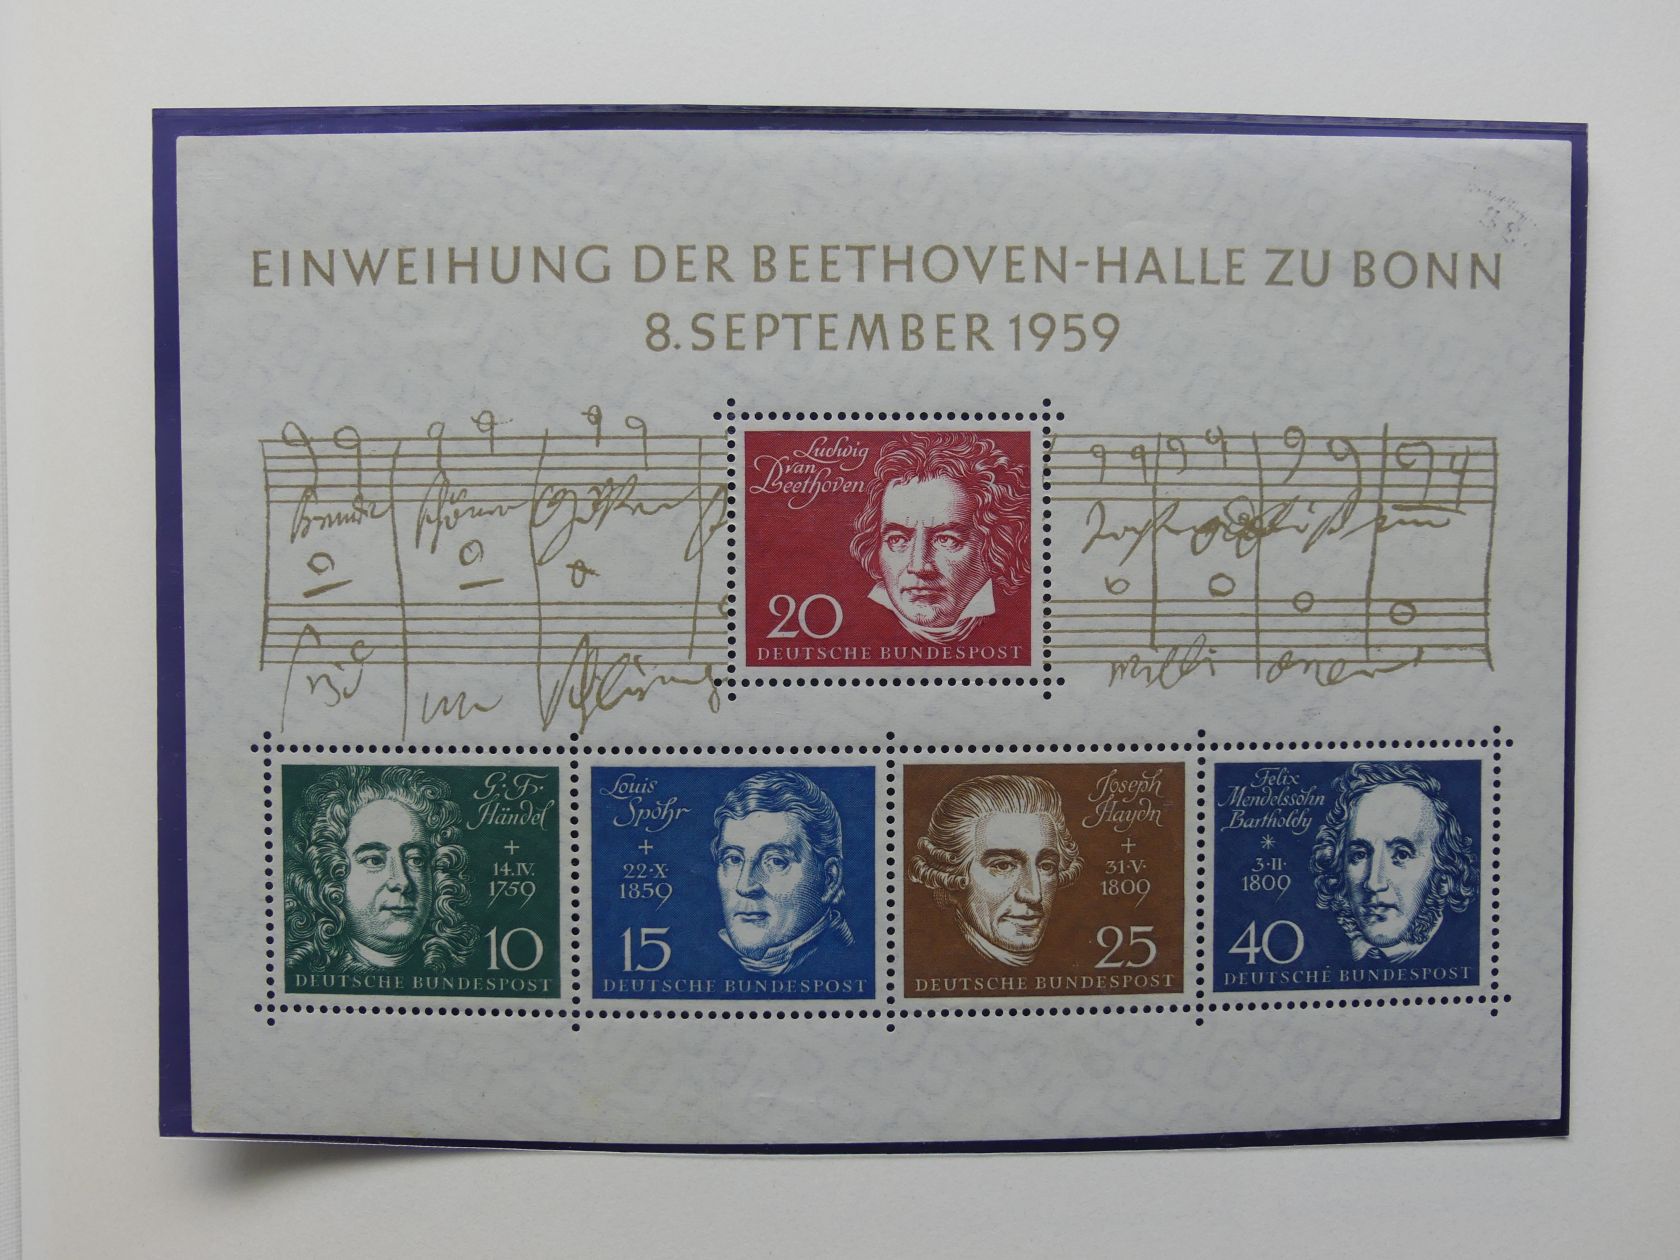 EINWEIHUNG DER BEETHOVEN-HALLE ZU BONN
8. SEPTEMBER 1959
Ludwig
van
Beethoven
20
DEUTSCHE BUNDESPOST
G. F.
Händel
+
14.IV.
1759
10
DEUTSCHE BUNDESPOST
Louis
Spohr
+
22·X·
1859
15
DEUTSCHE BUNDESPOST
Joseph
Haydn
+
31·V·
1809
25
DEUTSCHE BUNDESPOST
Felix
Mendelssohn
Bartholdy
*
3·II·
1809
40
DEUTSCHE BUNDESPOST